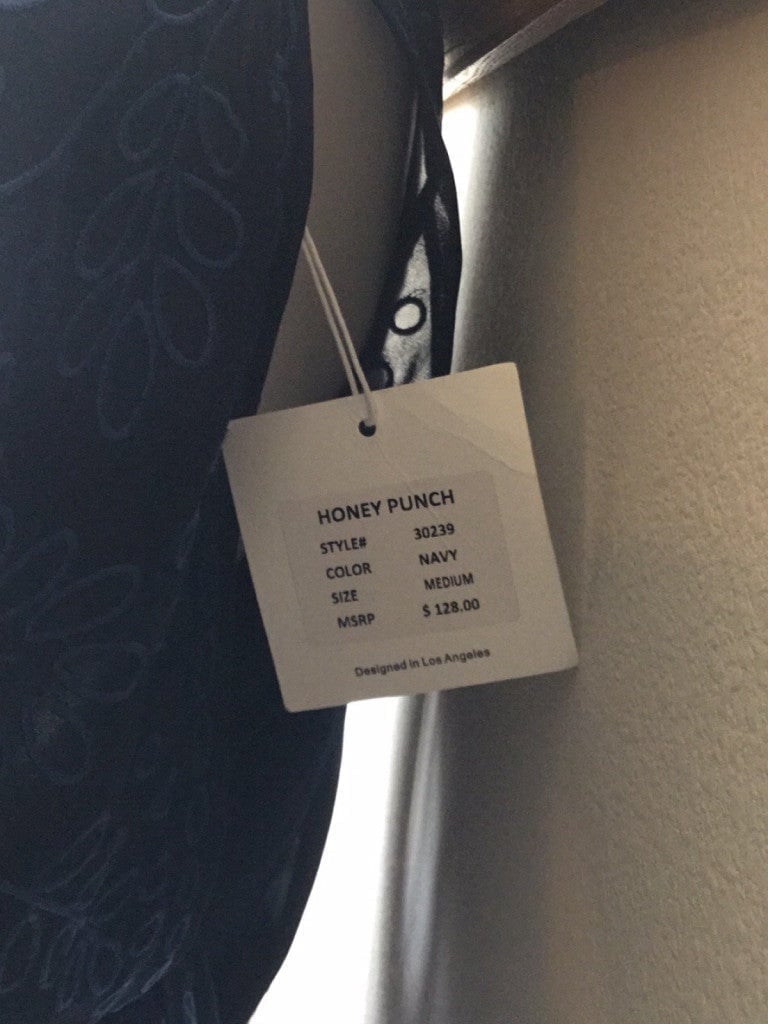 HONEY PUNCH
STYLE# 30239
COLOR NAVY
SIZE MEDIUM
MSRP $ 128.00
Designed in Los Angeles